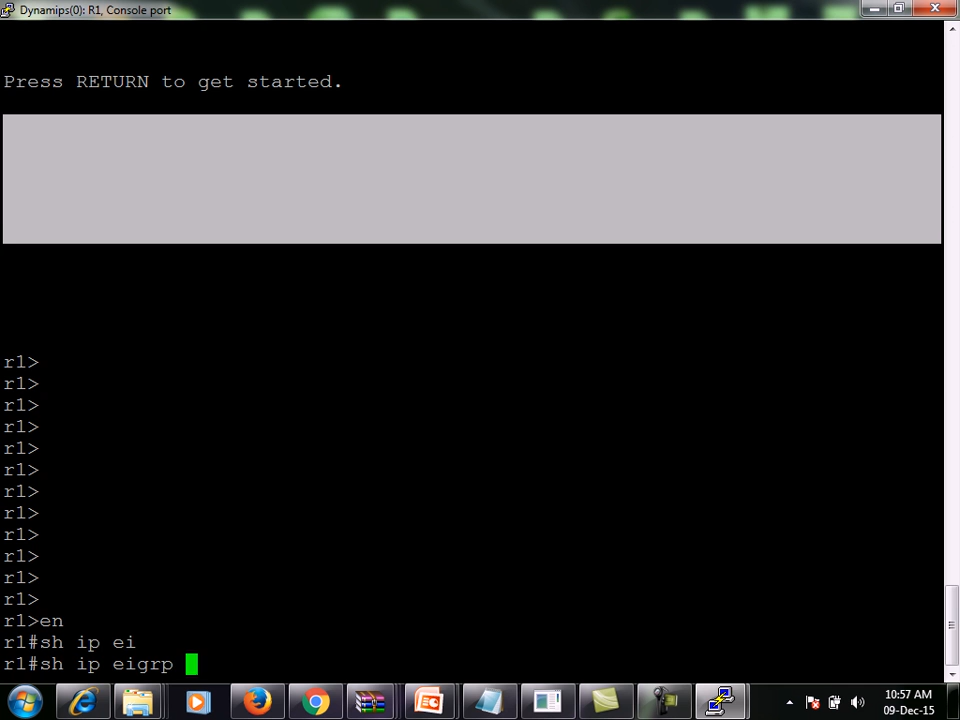 Dynamips(0): R1, Console port
Press RETURN to get started.
r1>
r1>
r1>
r1>
r1>
r1>
r1>
r1>
r1>
r1>
r1>
r1>
r1>en
r1#sh ip ei
r1#sh ip eigrp
10:57 AM
09-Dec-15